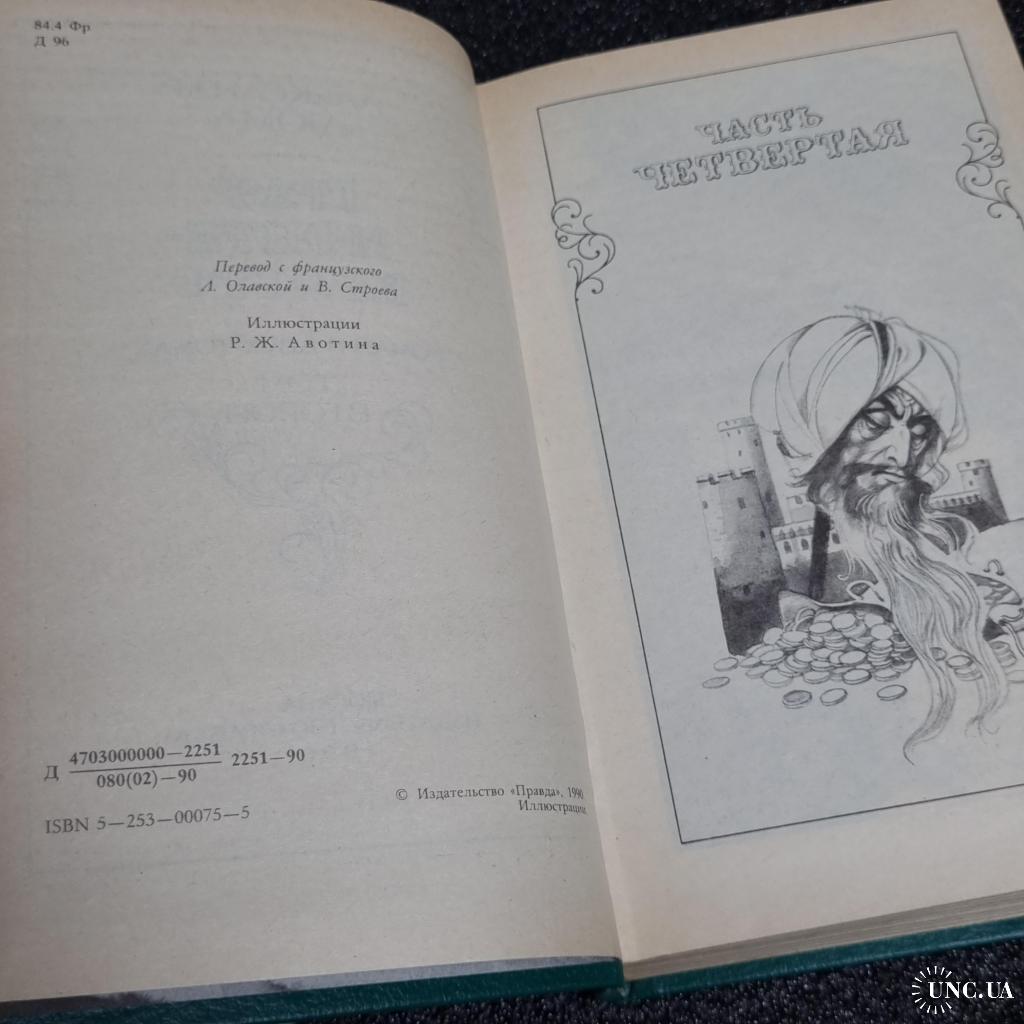 84.4 Фр
Д 96
Перевод с французского
Л. Олавской и В. Строева
Иллюстрации
Р. Ж. Авотина
Д 4703000000—2251 2251—90
080(02)—90
ISBN 5—253—00075—5
© Издательство «Правда», 1990
Иллюстрации.
ЧАСТЬ
ЧЕТВЕРТАЯ
UNC.UA